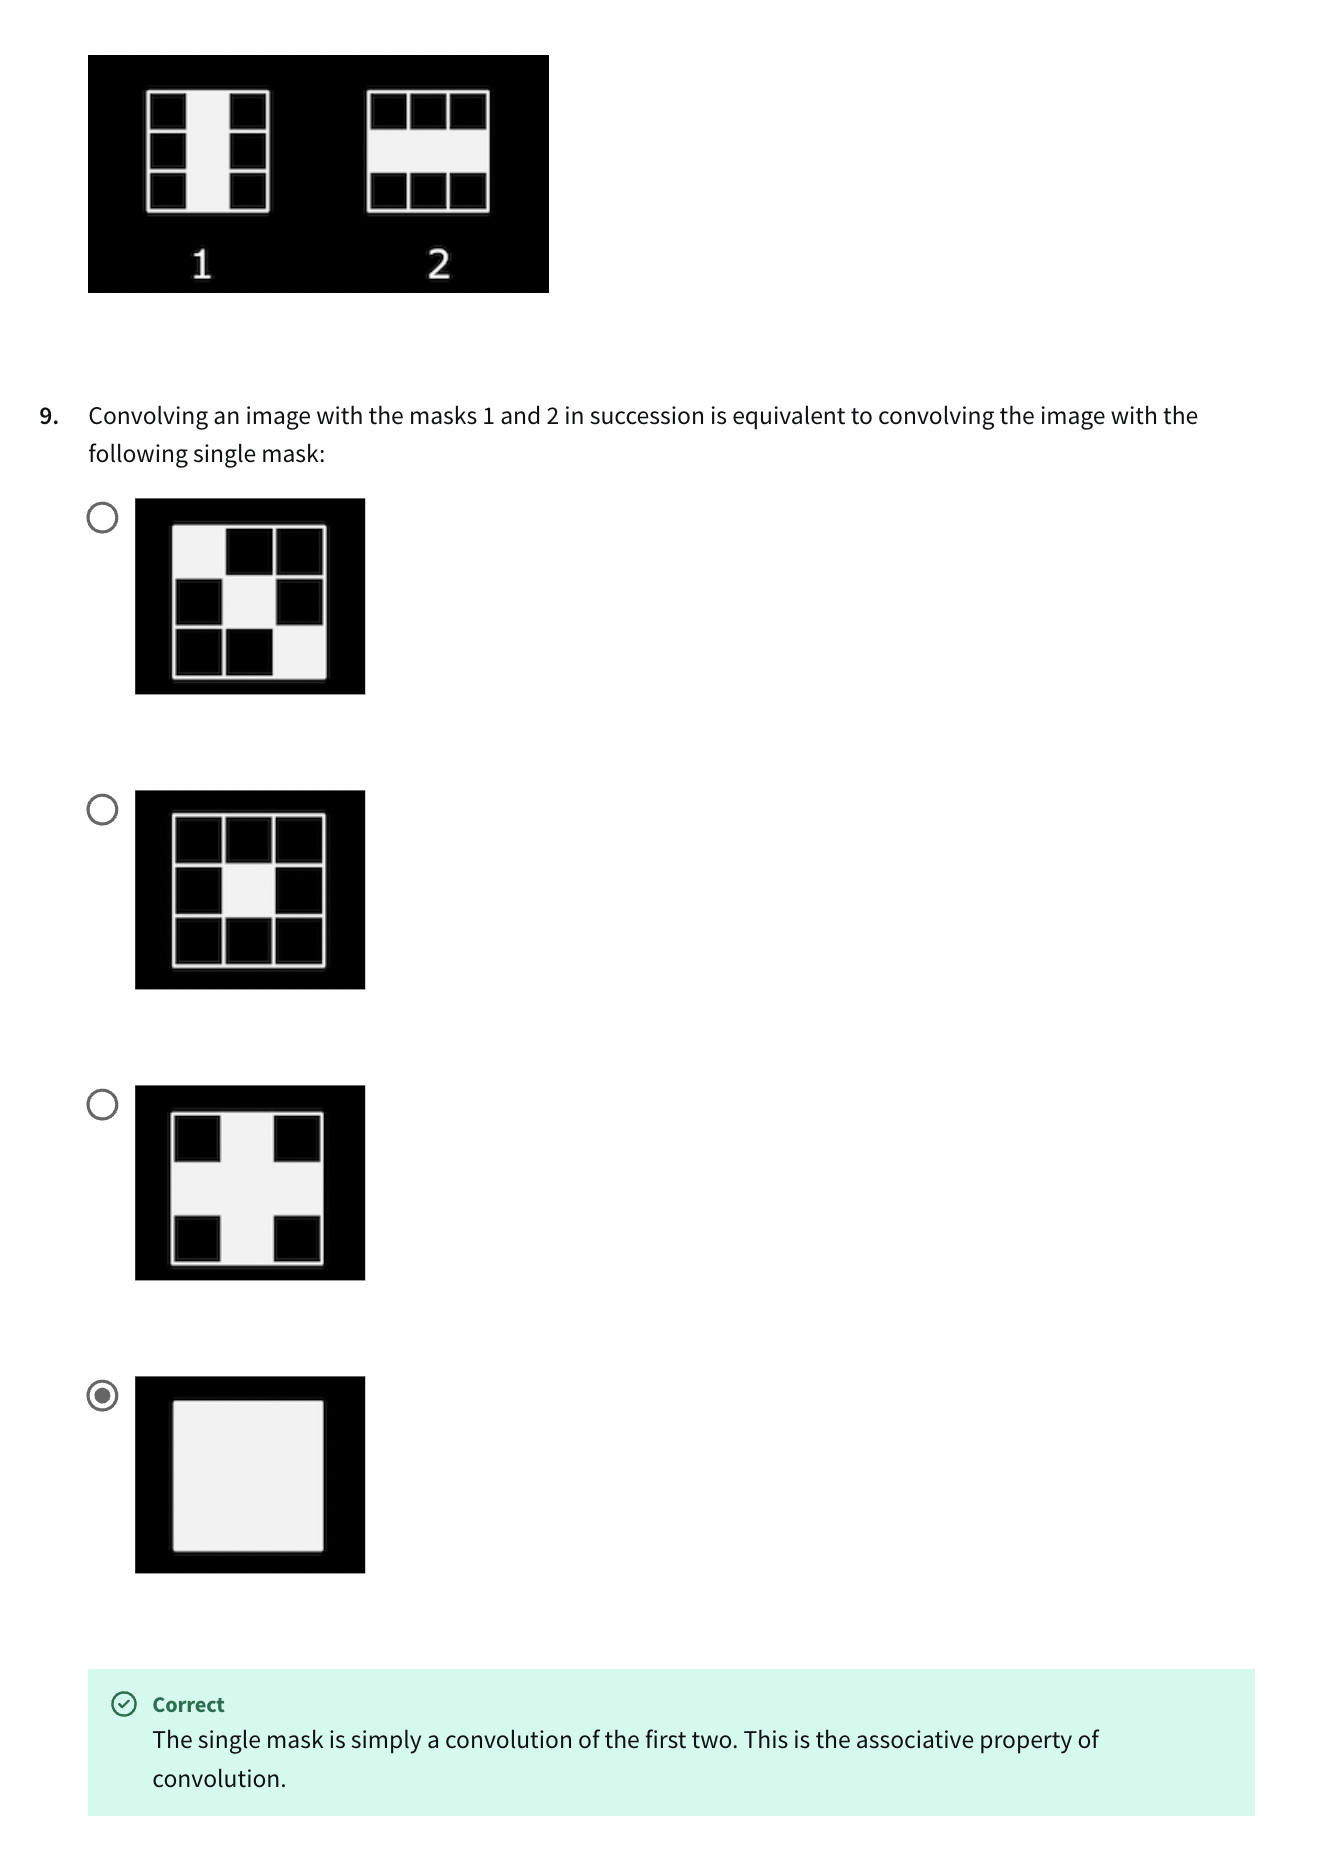 1 2
9. Convolving an image with the masks 1 and 2 in succession is equivalent to convolving the image with the
following single mask:
Correct
The single mask is simply a convolution of the first two. This is the associative property of
convolution.